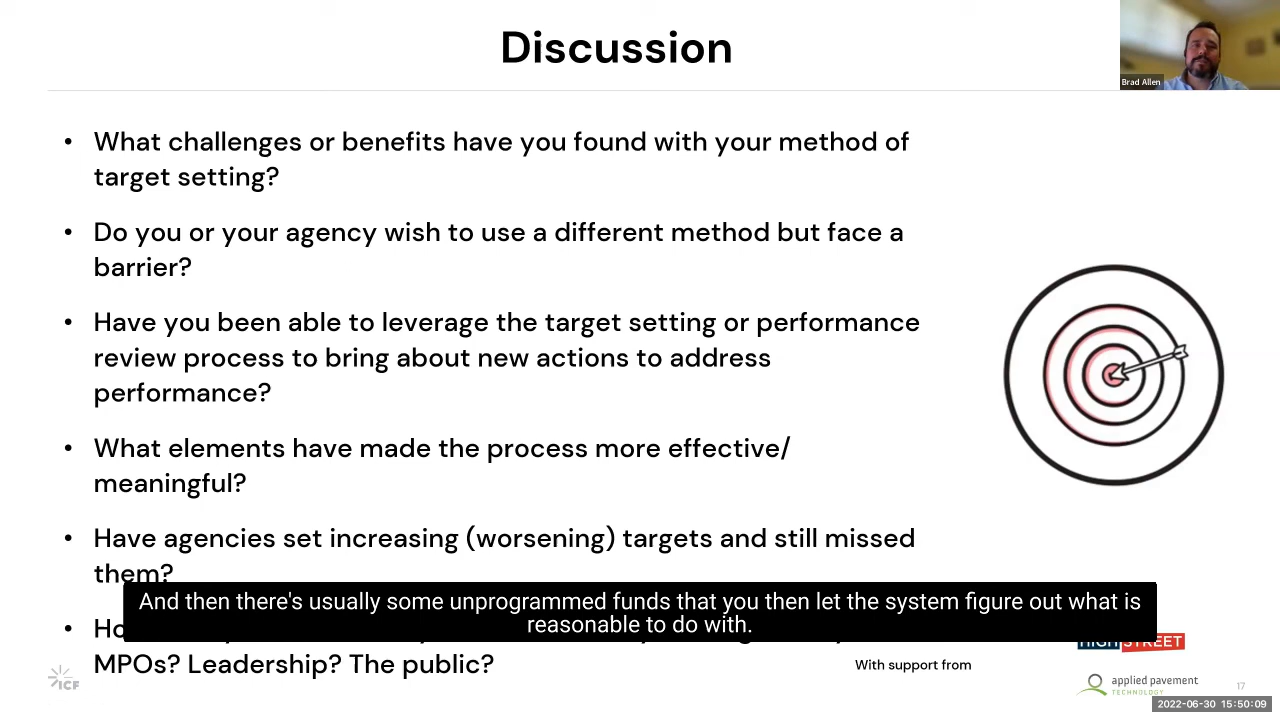 Discussion
Brad Allen
• What challenges or benefits have you found with your method of
target setting?
• Do you or your agency wish to use a different method but face a
barrier?
• Have you been able to leverage the target setting or performance
review process to bring about new actions to address
performance?
• What elements have made the process more effective/
meaningful?
• Have agencies set increasing (worsening) targets and still missed
them?
And then there's usually some unprogrammed funds that you then let the system figure out what is
reasonable to do with.
•
MPOs? Leadership? The public?
HIGH STREET
With support from
ICF
applied pavement
TECHNOLOGY
17
2022-06-30 15:50:09